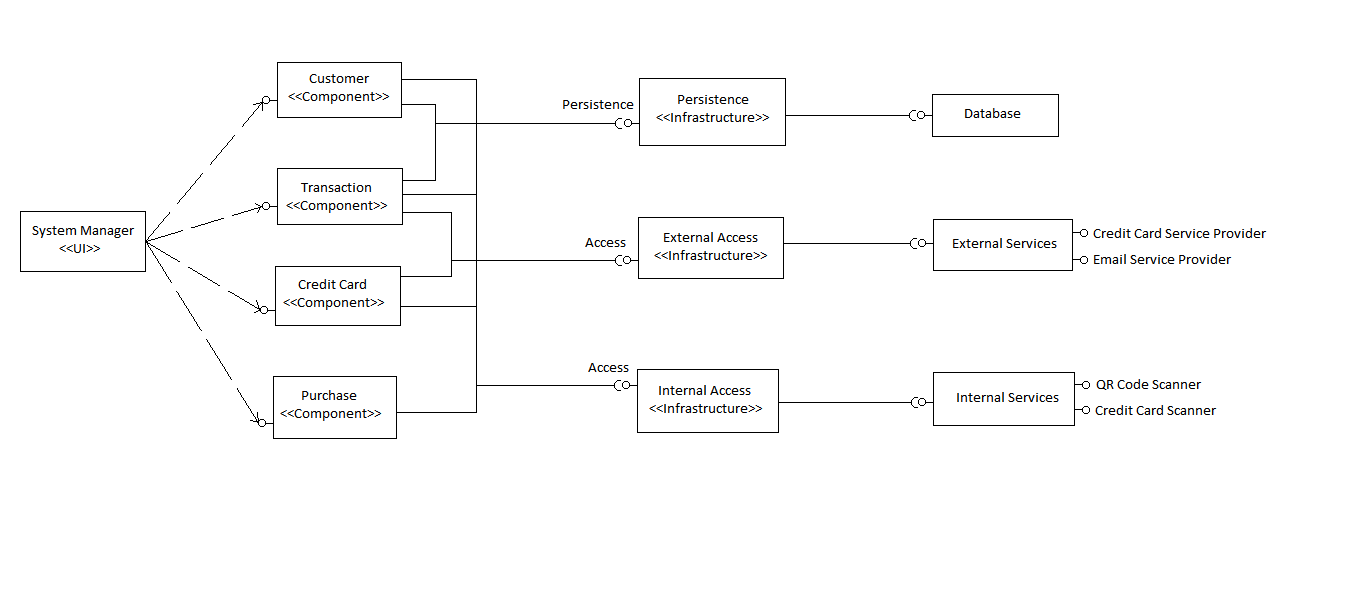 Customer
<<Component>>
Persistence
Persistence
<<Infrastructure>>
Database
Transaction
<<Component>>
System Manager
<<UI>>
Access
External Access
<<Infrastructure>>
External Services
Credit Card Service Provider
Email Service Provider
Credit Card
<<Component>>
Access
Purchase
<<Component>>
Internal Access
<<Infrastructure>>
Internal Services
QR Code Scanner
Credit Card Scanner